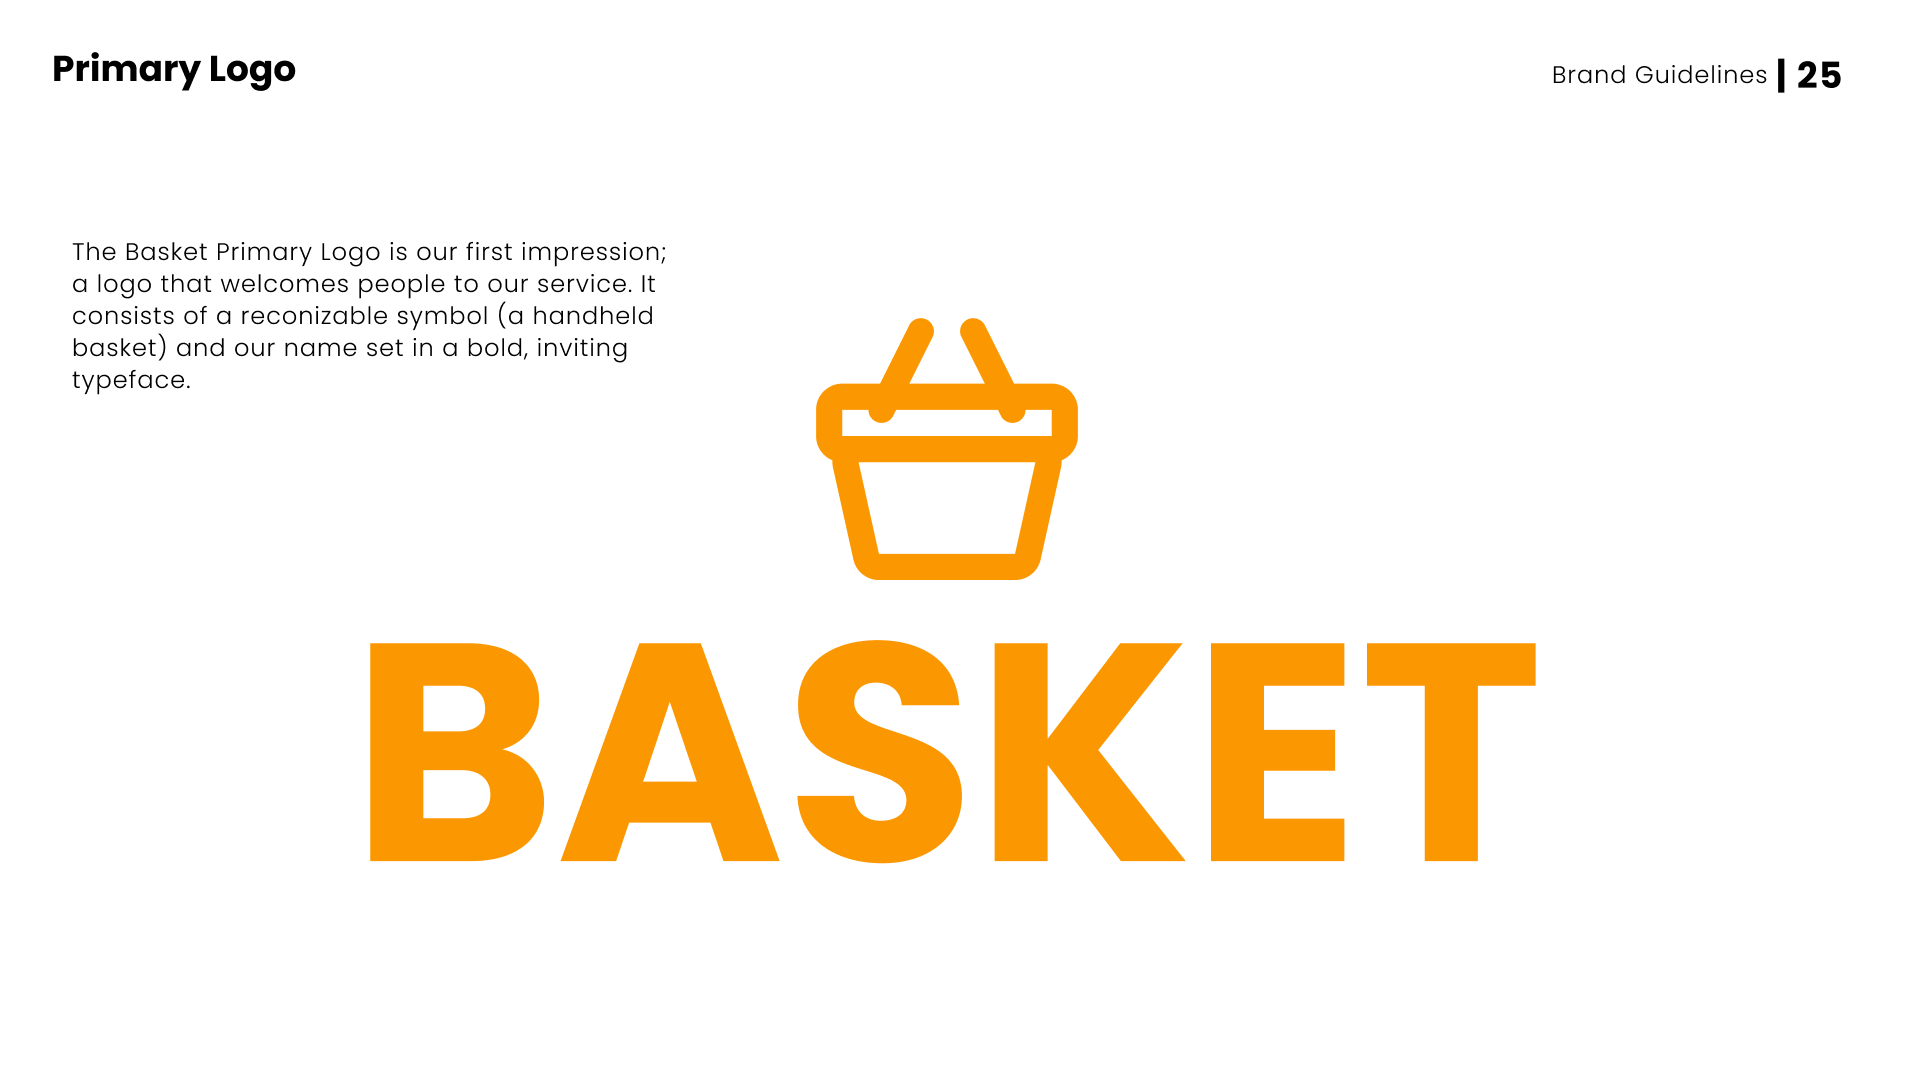 Primary Logo
Brand Guidelines | 25
The Basket Primary Logo is our first impression;
a logo that welcomes people to our service. It
consists of a reconizable symbol (a handheld
basket) and our name set in a bold, inviting
typeface.
BASKET